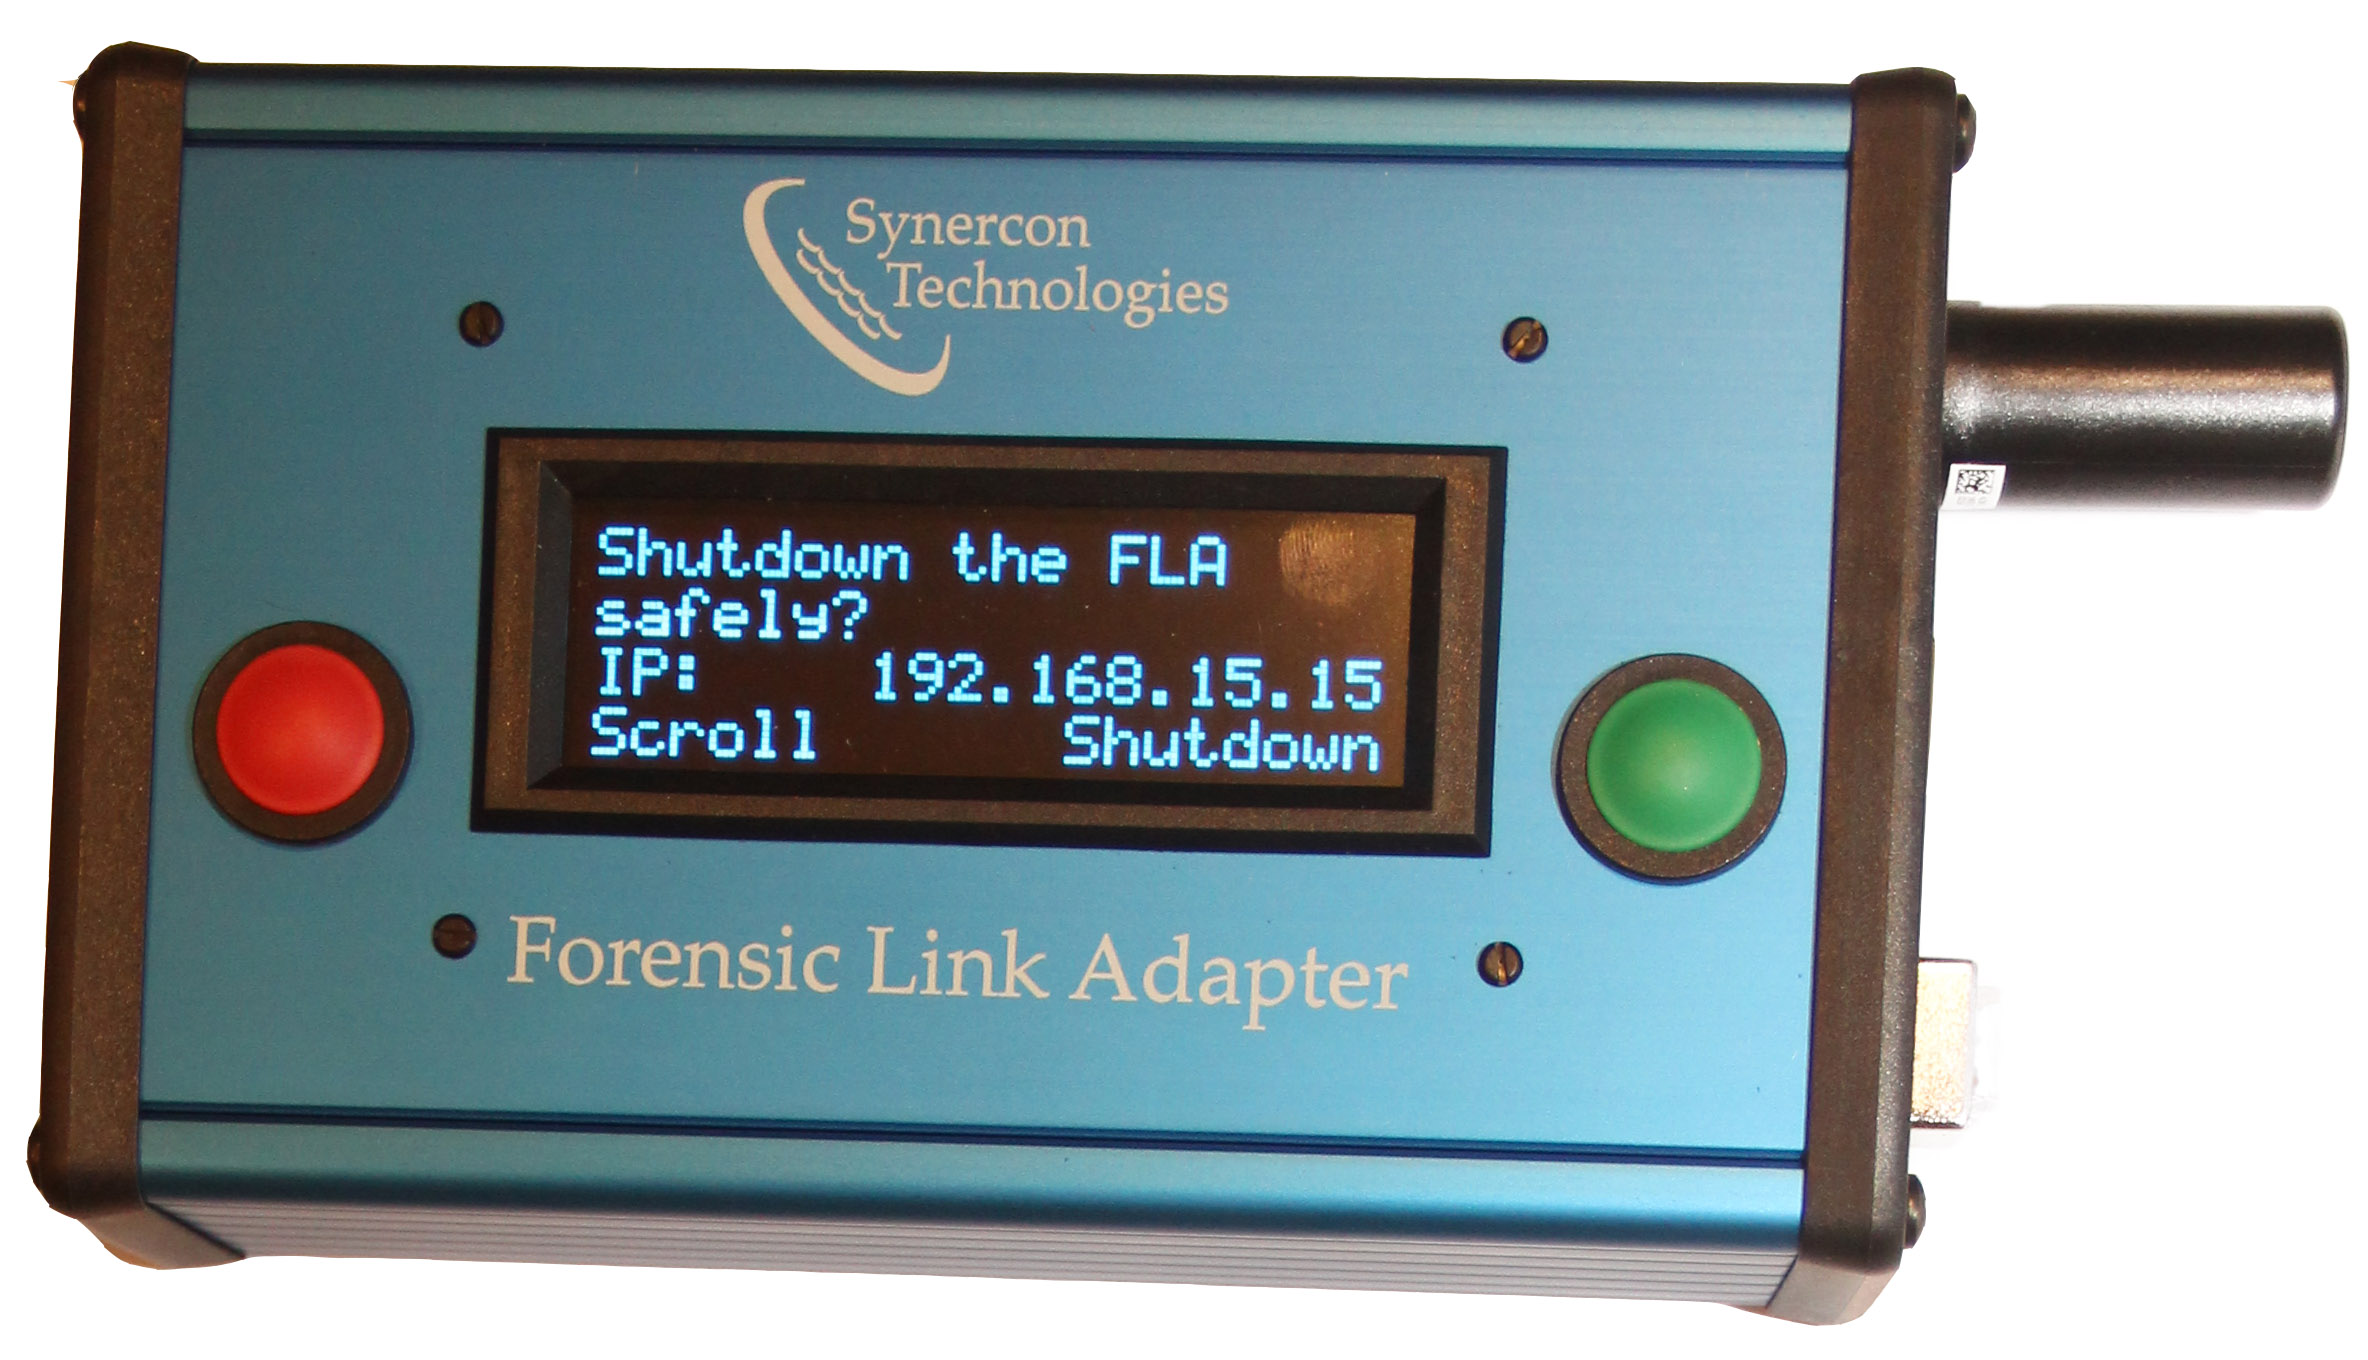 Synercon
Technologies
Shutdown the FLA
safely?
IP: 192.168.15.15
Scroll Shutdown
Forensic Link Adapter